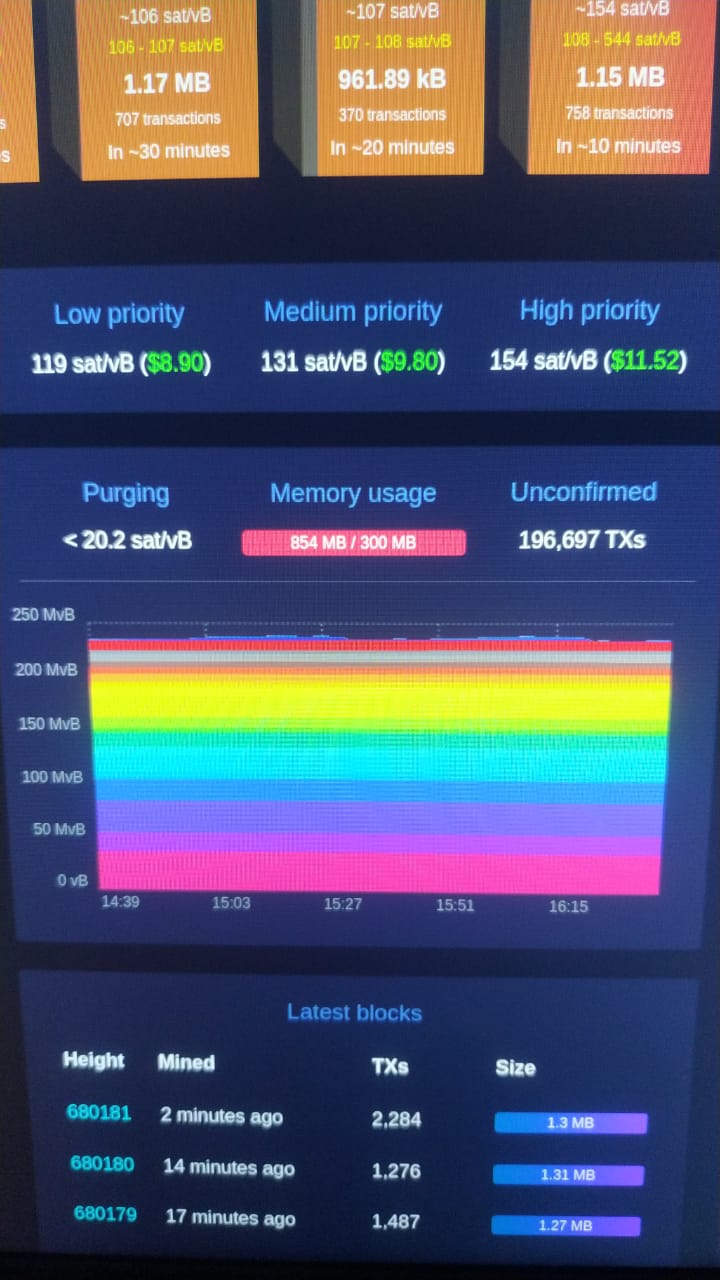 ~106 sat/vB ~107 sat/vB ~154 sat/vB
106 - 107 sat/vB 107 - 108 sat/vB 108 - 544 sat/vB
1.17 MB 961.89 kB 1.15 MB
s 707 transactions 370 transactions 758 transactions
s In ~30 minutes In ~20 minutes In ~10 minutes
Low priority Medium priority High priority
119 sat/vB ($8.90) 131 sat/vB ($9.80) 154 sat/vB ($11.52)
Purging Memory usage Unconfirmed
< 20.2 sat/vB 854 MB / 300 MB 196,697 TXs
250 MvB
200 MvB
150 MvB
100 MvB
50 MvB
0 vB
14:39 15:03 15:27 15:51 16:15
Latest blocks
Height Mined TXs Size
680181 2 minutes ago 2,284 1.3 MB
680180 14 minutes ago 1,276 1.31 MB
680179 17 minutes ago 1,487 1.27 MB